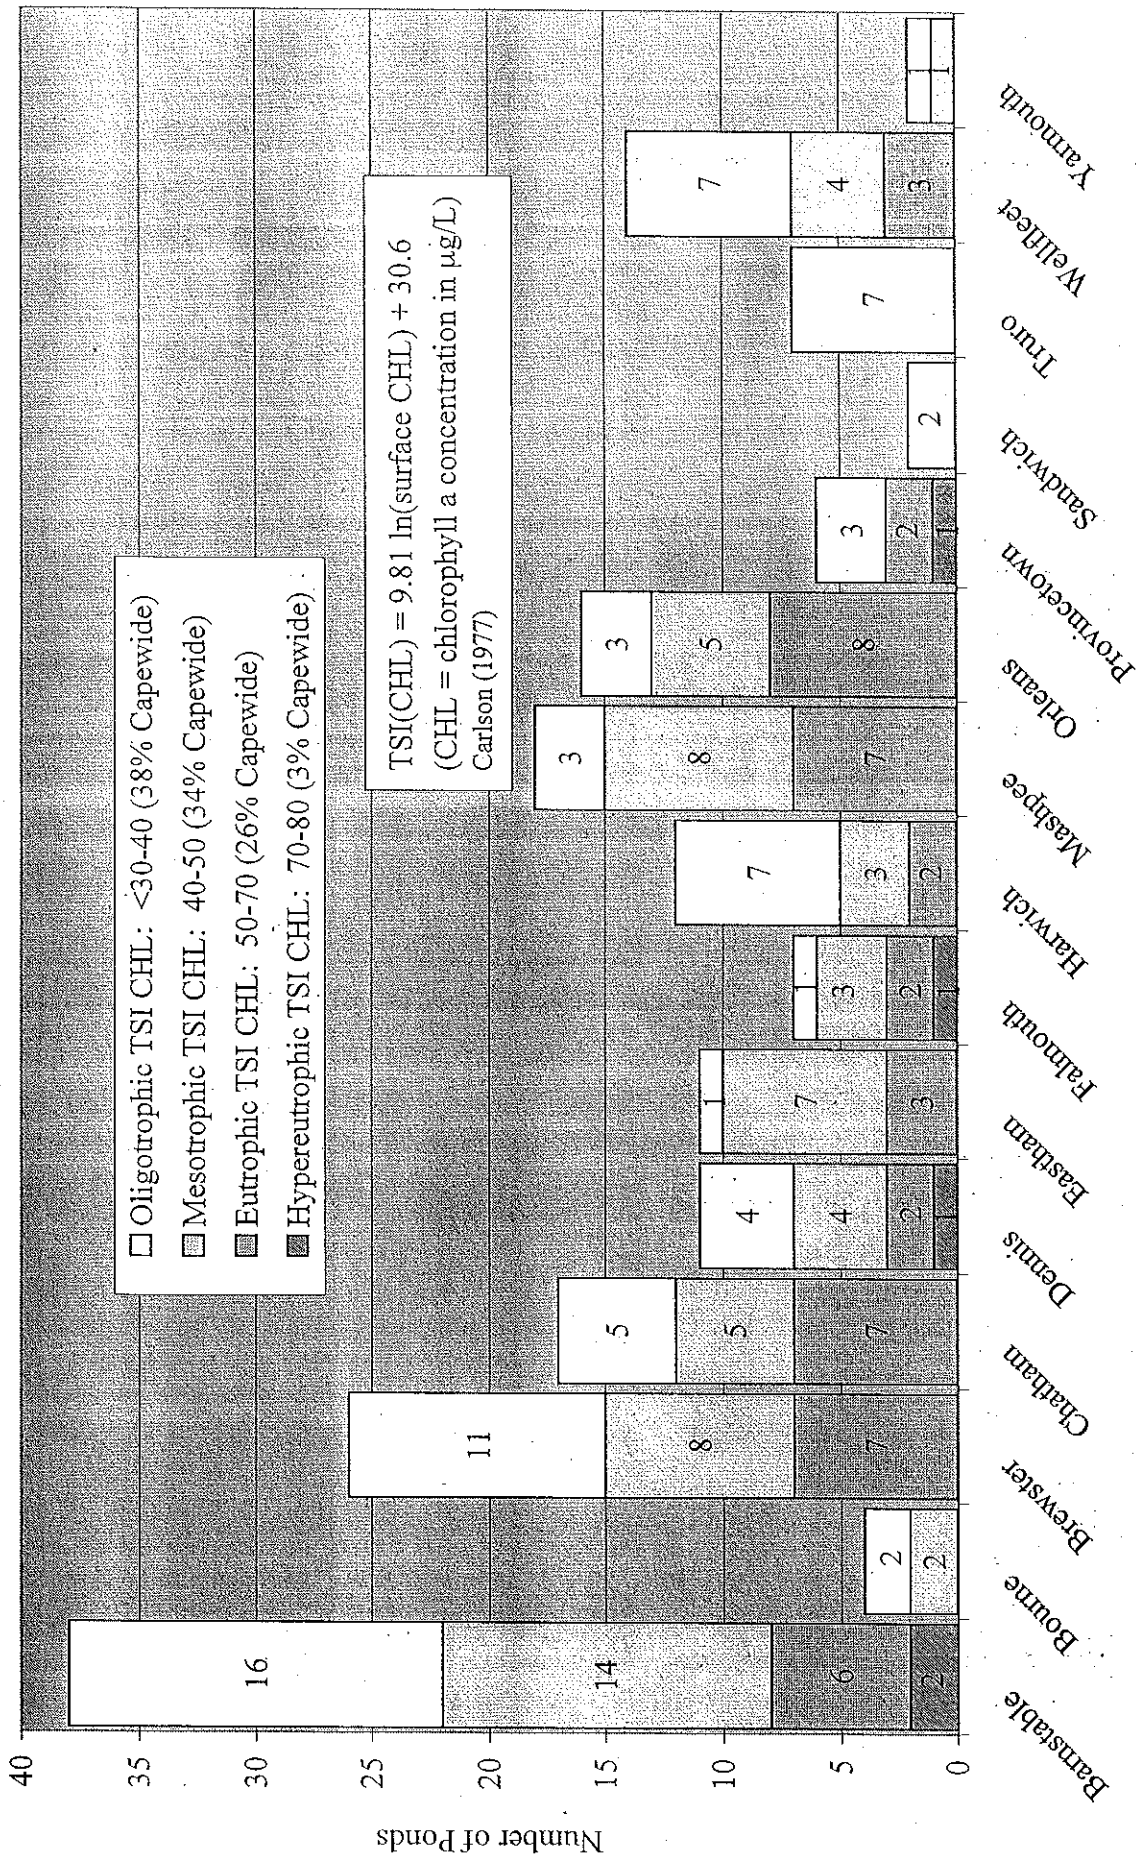 Number of Ponds
40
35
30
25
20
15
10
5
0
Oligotrophic TSI CHL: <30-40 (38% Capewide)
Mesotrophic TSI CHL: 40-50 (34% Capewide)
Eutrophic TSI CHL: 50-70 (26% Capewide)
Hypereutrophic TSI CHL: 70-80 (3% Capewide)
TSI(CHL) = 9.81 ln(surface CHL) + 30.6
(CHL = chlorophyll a concentration in µg/L)
Carlson (1977)
16
14
6
2
2
2
11
8
7
5
5
7
4
4
2
1
1
7
3
1
3
2
1
7
3
2
3
8
7
3
5
8
3
2
1
2
7
7
4
3
1
1
Barnstable
Bourne
Brewster
Chatham
Dennis
Eastham
Falmouth
Harwich
Mashpee
Orleans
Provincetown
Sandwich
Truro
Wellfleet
Yarmouth